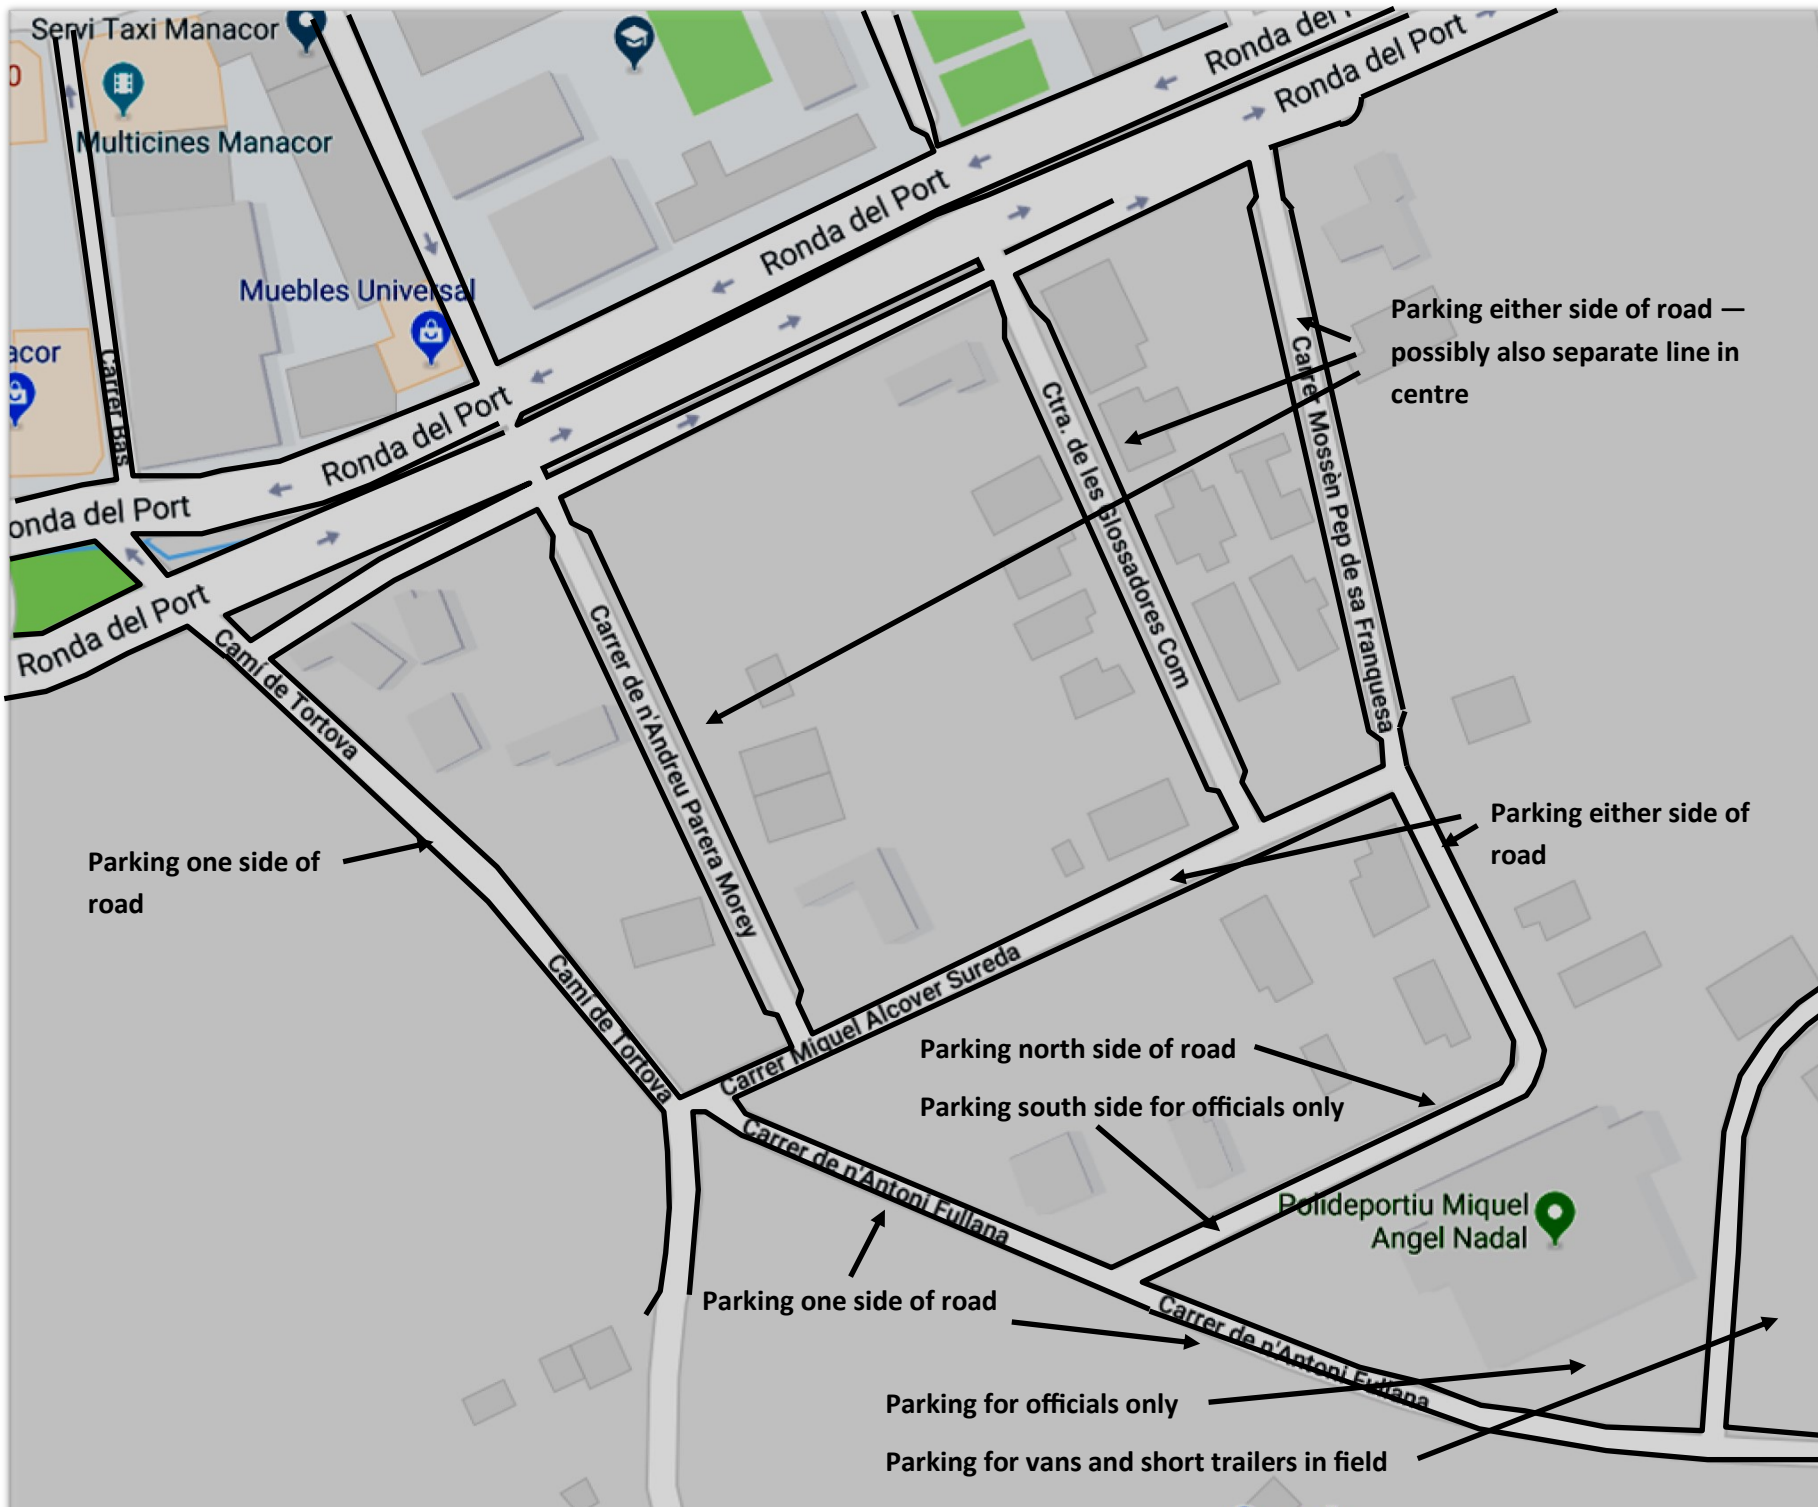 Servi Taxi Manacor
0
Multicines Manacor
Ronda del
Ronda del Port
Ronda del Port
Muebles Universal
acor
Carrer Bas
Ronda del Port
onda del Port
Ronda del Port
Parking either side of road —
possibly also separate line in
centre
Carrer Mossèn Pep de sa Franquesa
Ctra. de les Glossadores Com
Carrer de n'Andreu Parera Morey
Camí de Tortova
Parking either side of
road
Parking one side of
road
Camí de Tortova
Carrer Miquel Alcover Sureda
Parking north side of road
Parking south side for officials only
Carrer de n'Antoni Fullana
Polideportiu Miquel
Angel Nadal
Parking one side of road
Carrer de n'Antoni Fullana
Parking for officials only
Parking for vans and short trailers in field